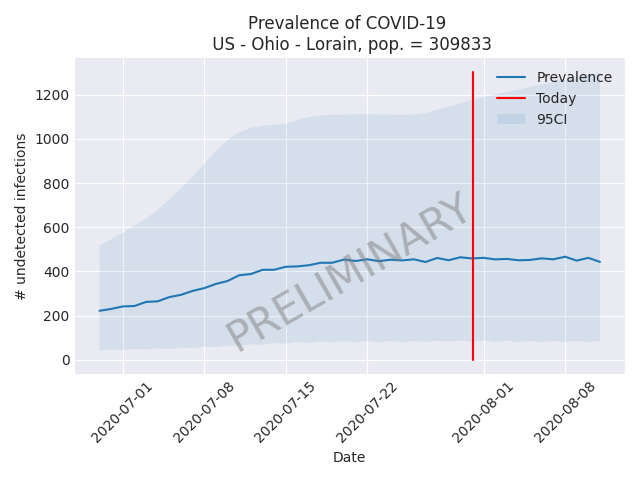 Prevalence of COVID-19
US - Ohio - Lorain, pop. = 309833
Prevalence
Today
95CI
1200
1000
800
600
400
200
0
# undetected infections
PRELIMINARY
2020-07-01
2020-07-08
2020-07-15
2020-07-22
2020-08-01
2020-08-08
Date